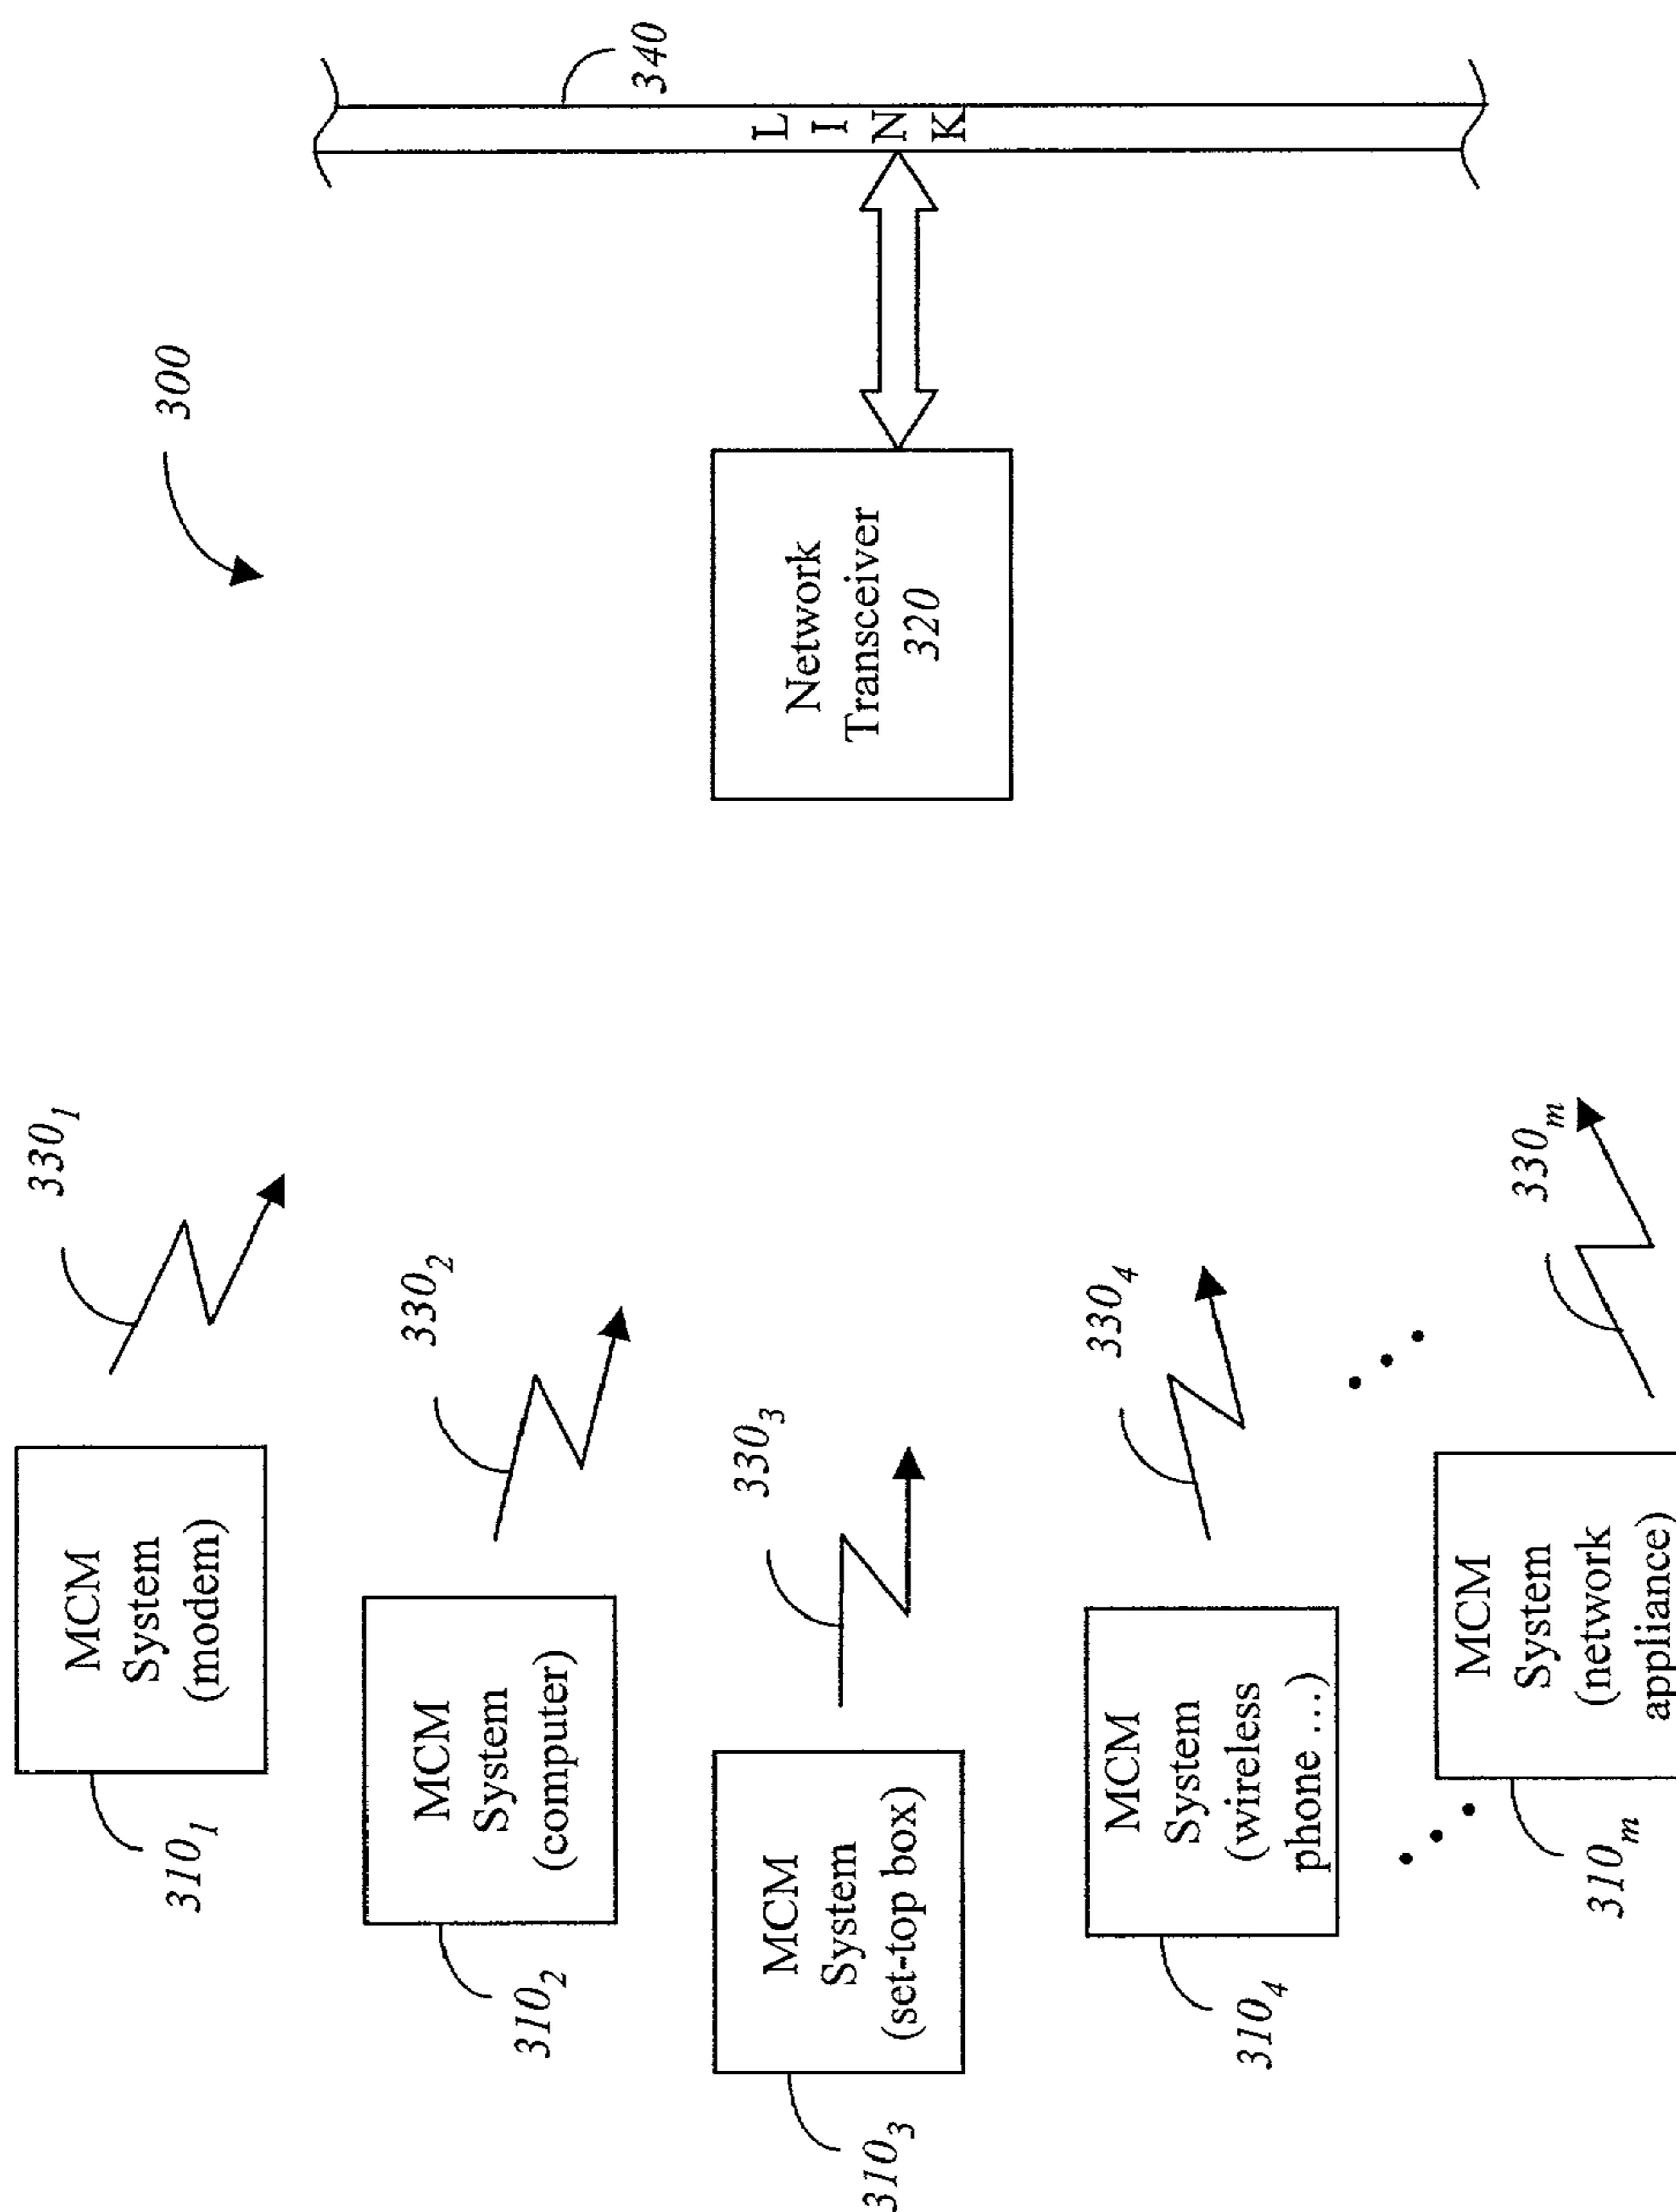 300
340
LINK
Network
Transceiver
320
330₁
330₂
330₃
330₄
330ₘ
MCM
System
(modem)
310₁
MCM
System
(computer)
310₂
MCM
System
(set-top box)
310₃
MCM
System
(wireless
phone ...)
310₄
MCM
System
(network
appliance)
310ₘ